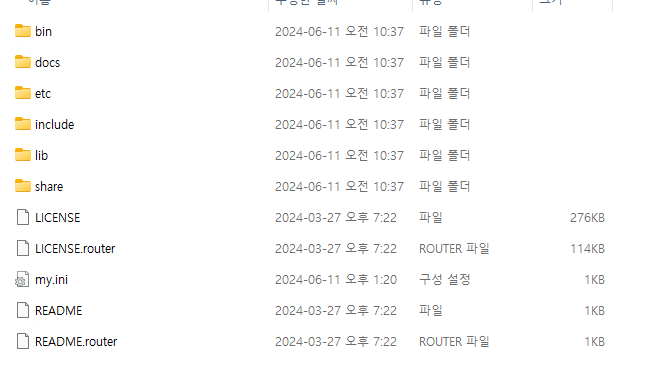 bin 2024-06-11 오전 10:37 파일 폴더
docs 2024-06-11 오전 10:37 파일 폴더
etc 2024-06-11 오전 10:37 파일 폴더
include 2024-06-11 오전 10:37 파일 폴더
lib 2024-06-11 오전 10:37 파일 폴더
share 2024-06-11 오전 10:37 파일 폴더
LICENSE 2024-03-27 오후 7:22 파일 276KB
LICENSE.router 2024-03-27 오후 7:22 ROUTER 파일 114KB
my.ini 2024-06-11 오후 1:20 구성 설정 1KB
README 2024-03-27 오후 7:22 파일 1KB
README.router 2024-03-27 오후 7:22 ROUTER 파일 1KB